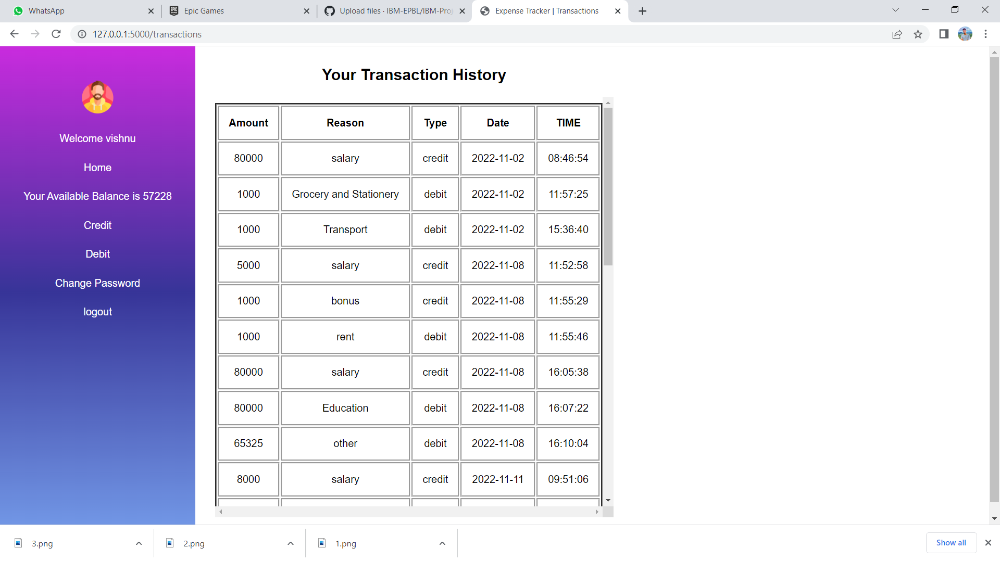 WhatsApp
Epic Games
Upload files · IBM-EPBL/IBM-Proj
Expense Tracker | Transactions
127.0.0.1:5000/transactions
Welcome vishnu
Home
Your Available Balance is 57228
Credit
Debit
Change Password
logout
Your Transaction History
Amount Reason Type Date TIME
80000 salary credit 2022-11-02 08:46:54
1000 Grocery and Stationery debit 2022-11-02 11:57:25
1000 Transport debit 2022-11-02 15:36:40
5000 salary credit 2022-11-08 11:52:58
1000 bonus credit 2022-11-08 11:55:29
1000 rent debit 2022-11-08 11:55:46
80000 salary credit 2022-11-08 16:05:38
80000 Education debit 2022-11-08 16:07:22
65325 other debit 2022-11-08 16:10:04
8000 salary credit 2022-11-11 09:51:06
3.png
2.png
1.png
Show all